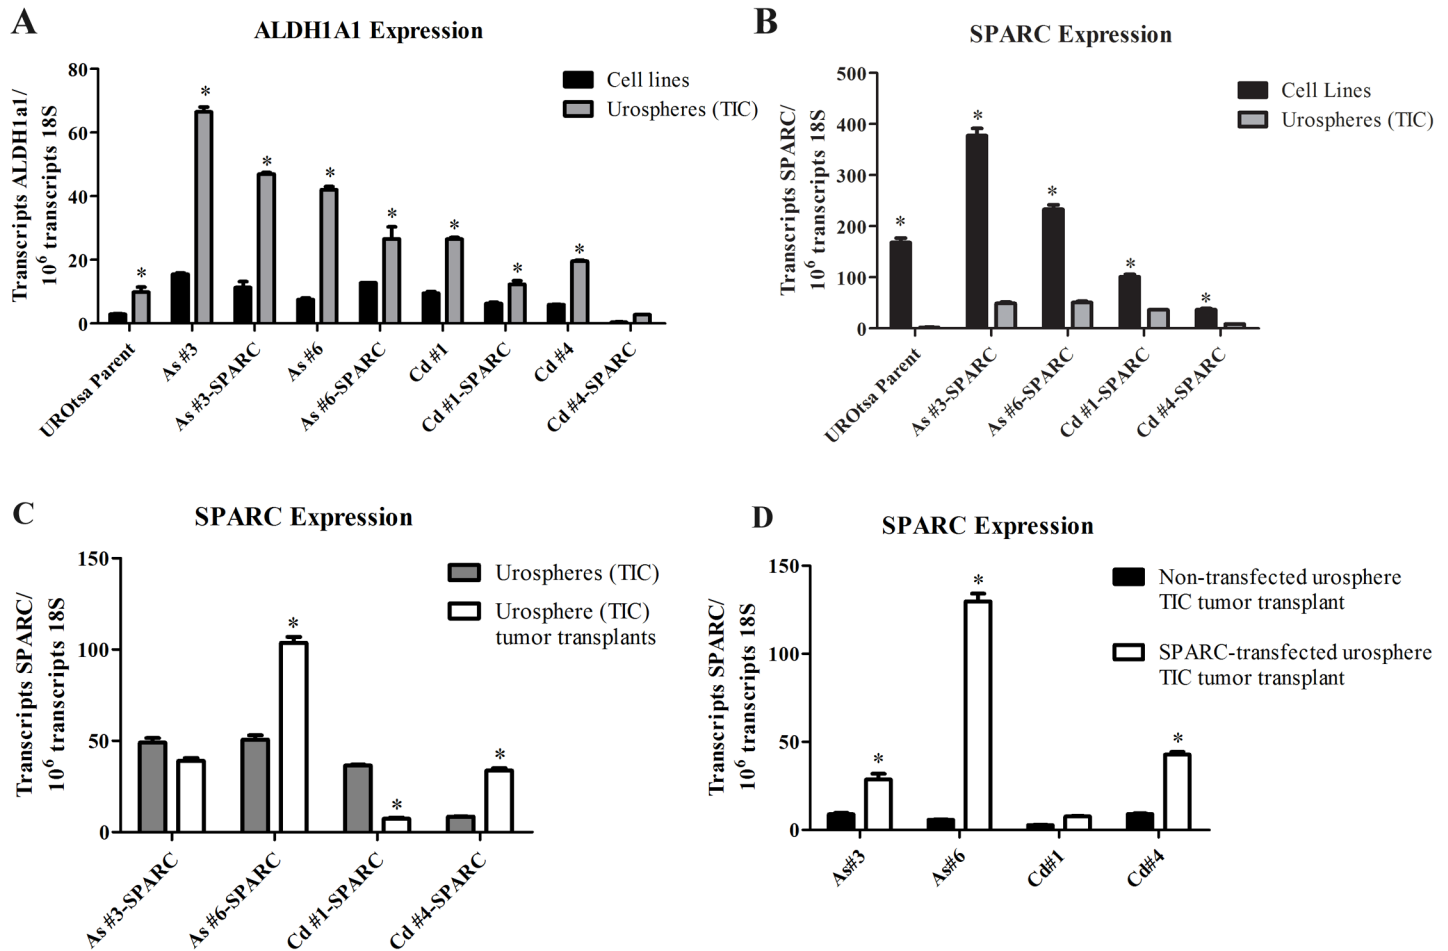 A
ALDH1A1 Expression
Transcripts ALDH1a1/
10⁶ transcripts 18S
80
60
40
20
0
Cell lines
Urospheres (TIC)
*
*
*
*
*
*
*
*
UROtsa Parent
As #3
As #3-SPARC
As #6
As #6-SPARC
Cd #1
Cd #1-SPARC
Cd #4
Cd #4-SPARC
B
SPARC Expression
Transcripts SPARC/
10⁶ transcripts 18S
500
400
300
200
100
0
Cell Lines
Urospheres (TIC)
*
*
*
*
*
UROtsa Parent
As #3-SPARC
As #6-SPARC
Cd #1-SPARC
Cd #4-SPARC
C
SPARC Expression
Transcripts SPARC/
10⁶ transcripts 18S
150
100
50
0
Urospheres (TIC)
Urosphere (TIC)
tumor transplants
*
*
*
As #3-SPARC
As #6-SPARC
Cd #1-SPARC
Cd #4-SPARC
D
SPARC Expression
Transcripts SPARC/
10⁶ transcripts 18S
150
100
50
0
Non-transfected urosphere
TIC tumor transplant
SPARC-transfected urosphere
TIC tumor transplant
*
*
*
As#3
As#6
Cd#1
Cd#4